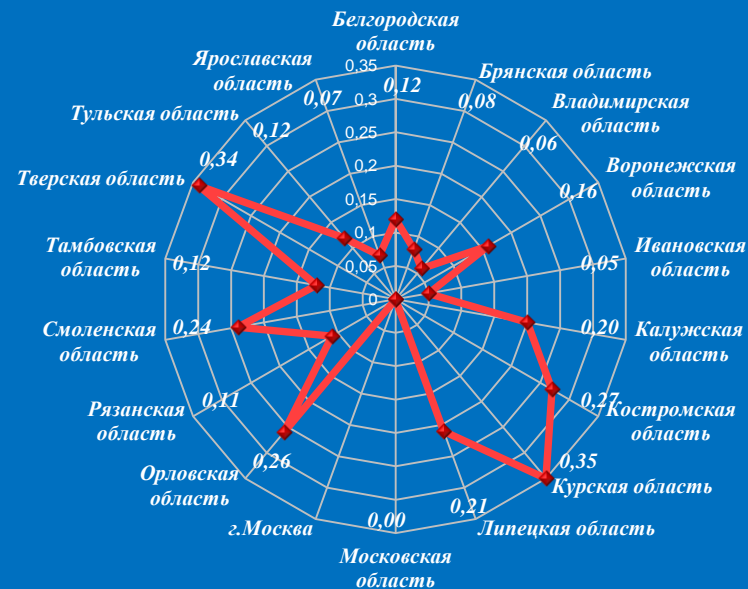 Белгородская
область
0,12
Брянская область
0,08
Владимирская
область
0,06
Воронежская
область
0,16
Ивановская
область
0,05
Калужская
область
0,20
Костромская
область
0,27
Курская область
0,35
Липецкая область
0,21
Московская
область
0,00
г.Москва
Орловская
область
0,26
Рязанская
область
0,11
Смоленская
область
0,24
Тамбовская
область
0,12
Тверская область
0,34
Тульская область
0,12
Ярославская
область
0,07
0,35
0,3
0,25
0,2
0,15
0,1
0,05
0